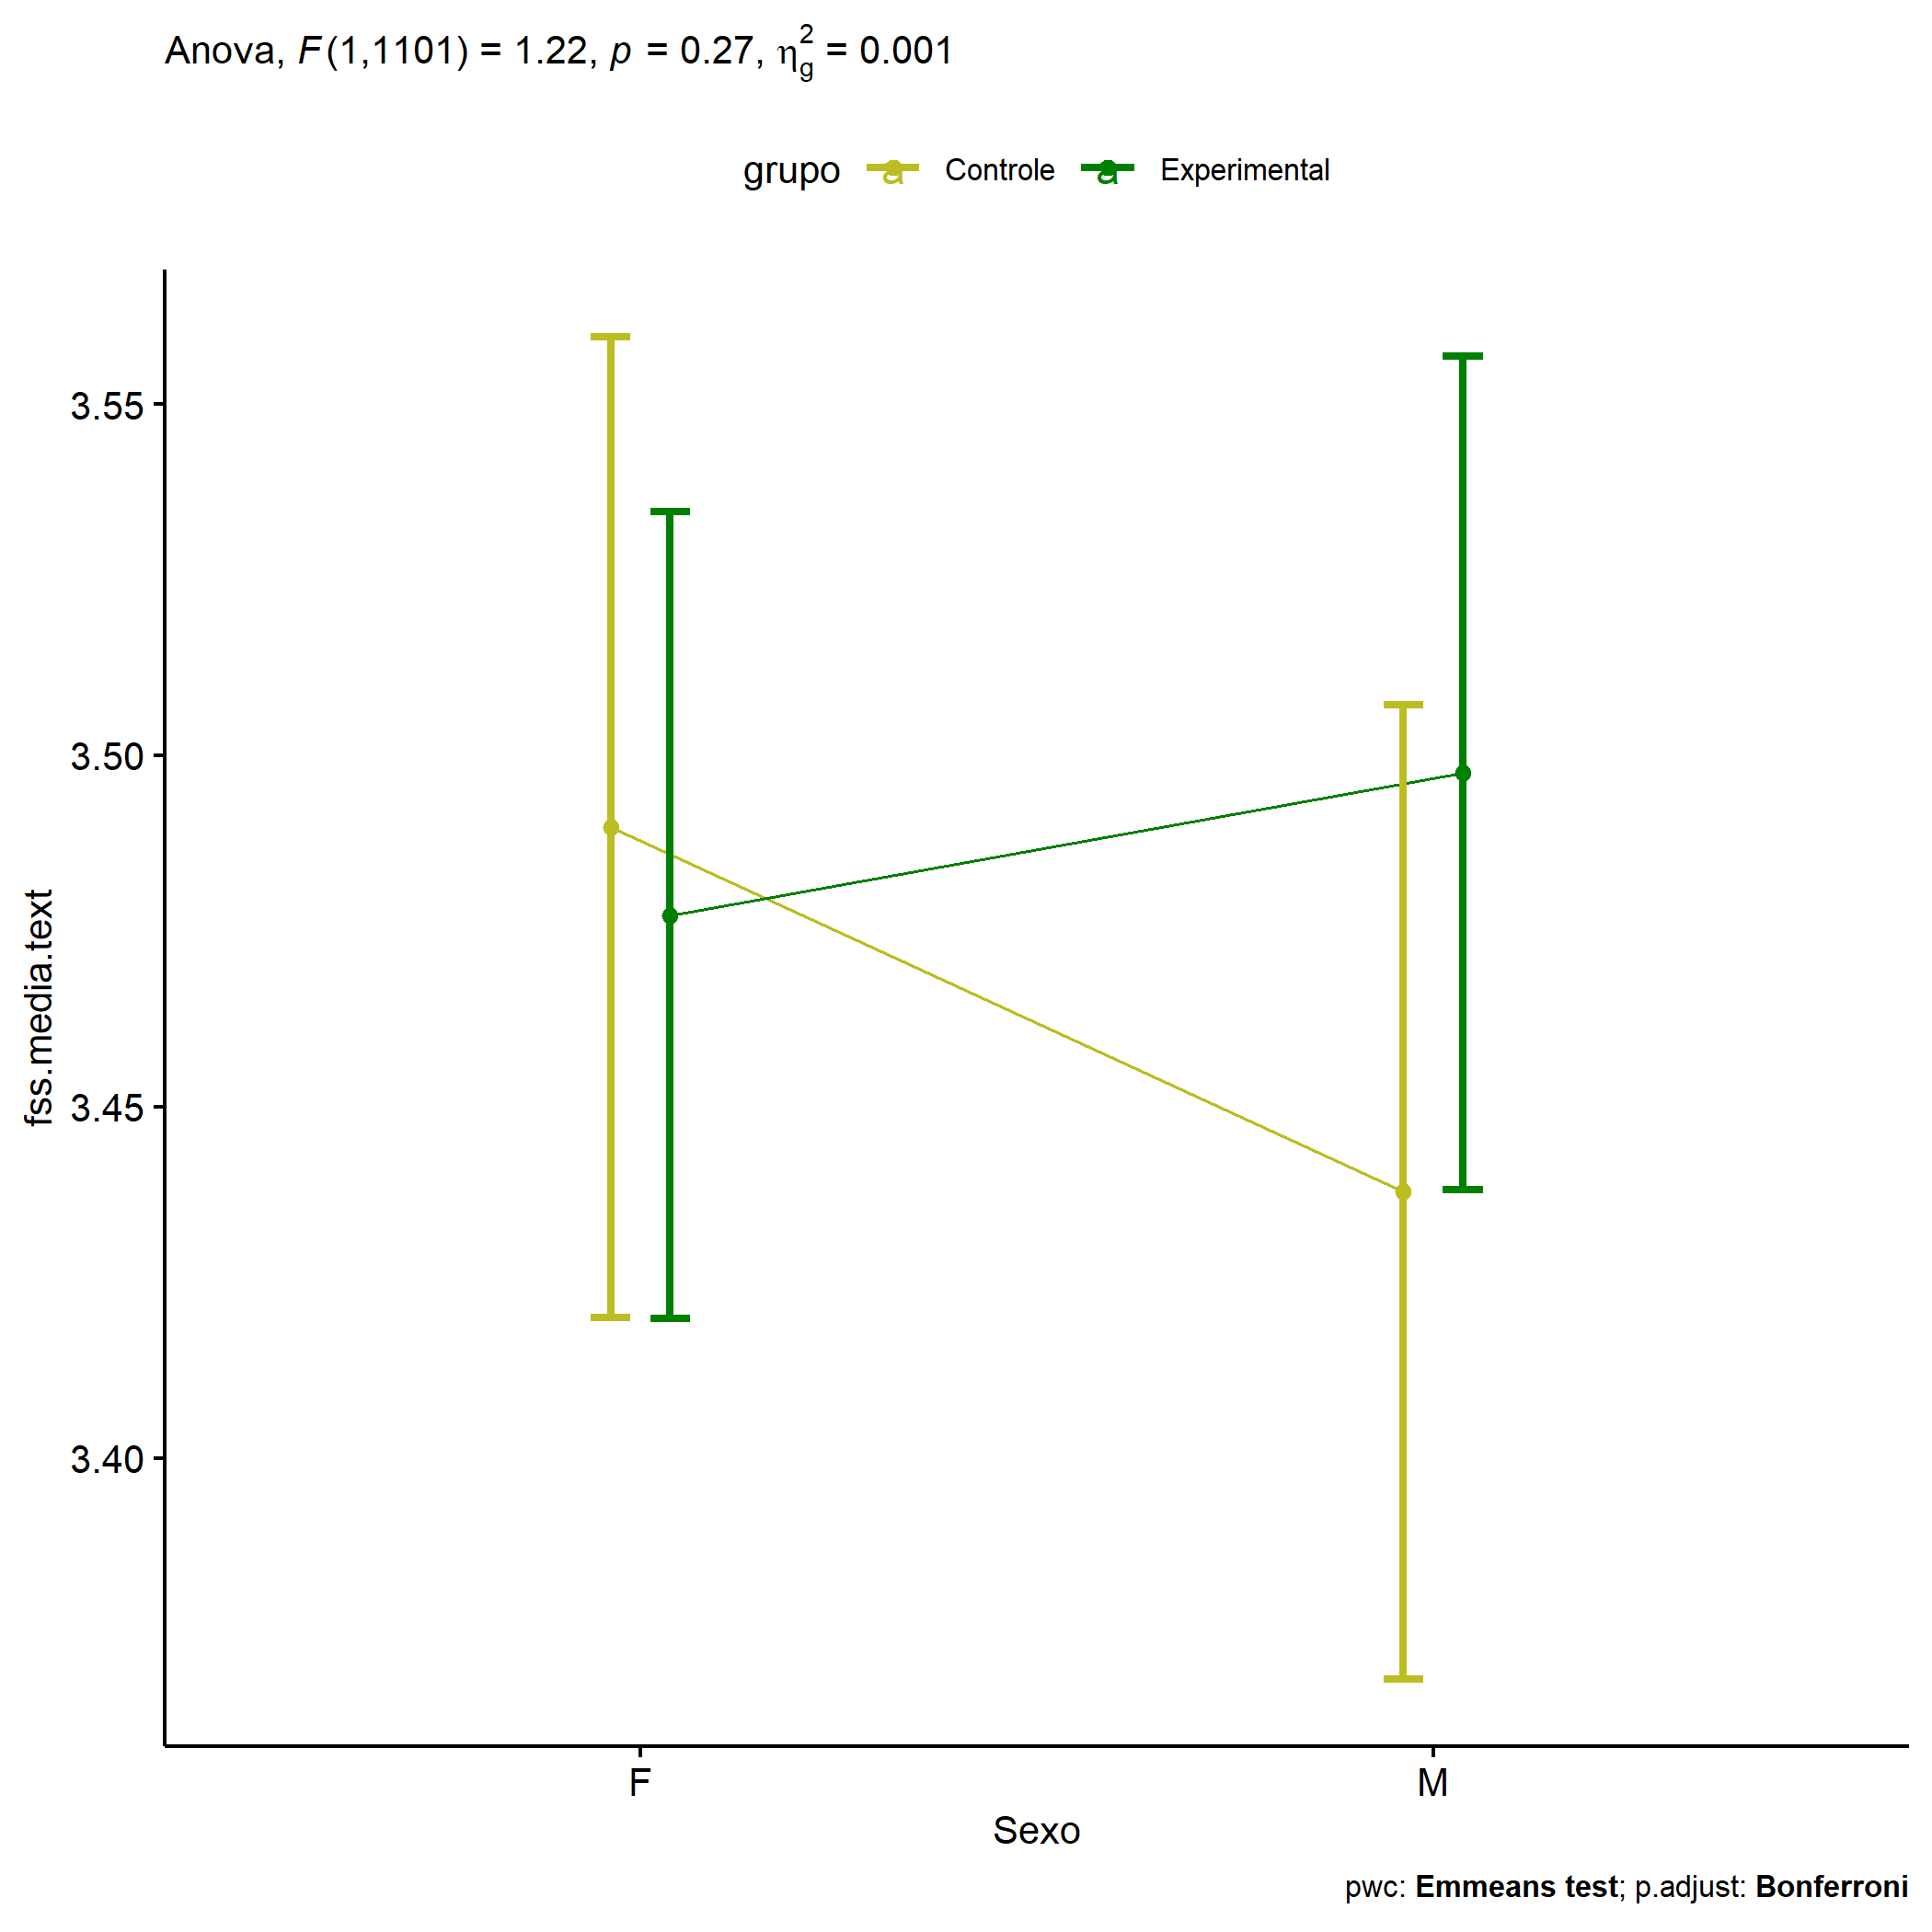 Anova, F(1,1101) = 1.22, p = 0.27, η²g = 0.001
grupo a Controle a Experimental
3.55
3.50
3.45
3.40
fss.media.text
F M
Sexo
pwc: Emmeans test; p.adjust: Bonferroni